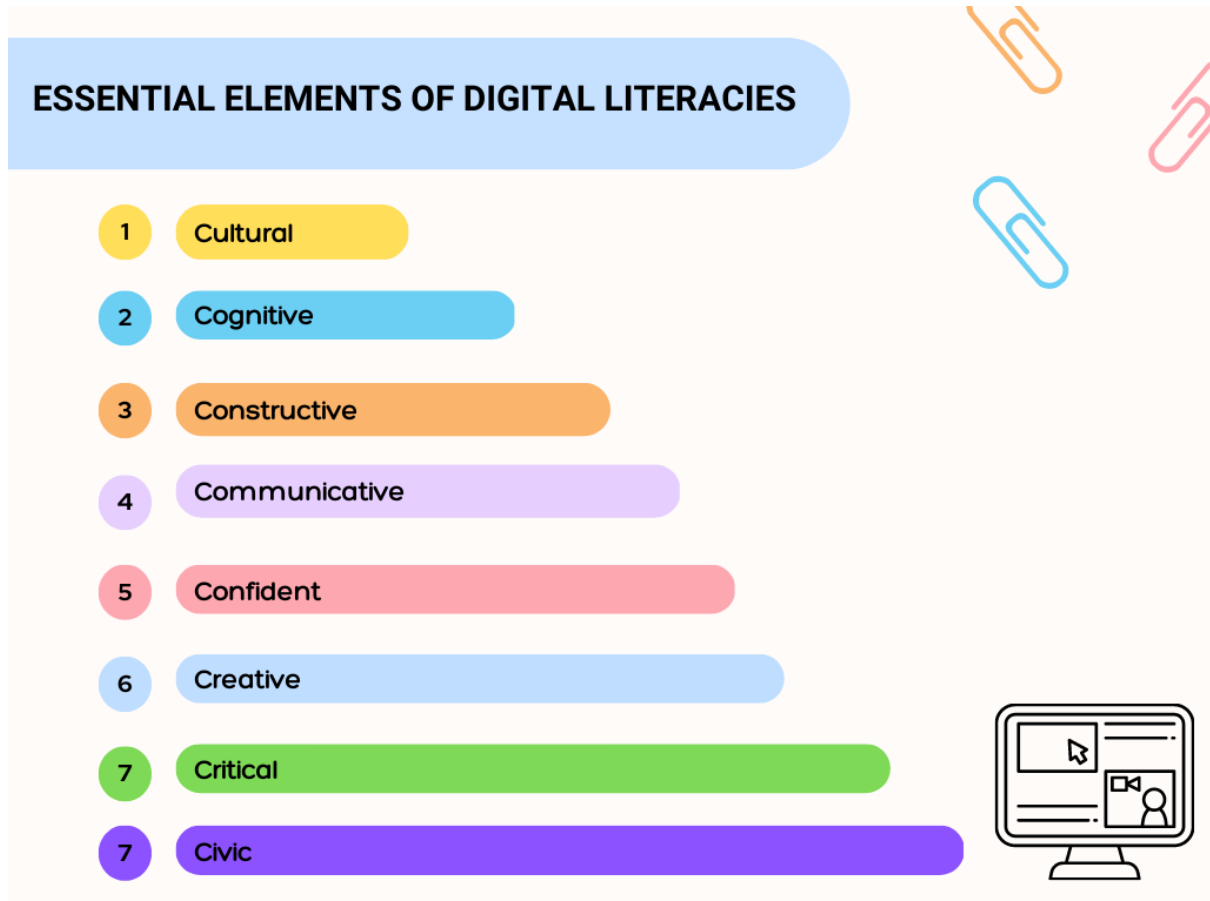 ESSENTIAL ELEMENTS OF DIGITAL LITERACIES
1 Cultural
2 Cognitive
3 Constructive
4 Communicative
5 Confident
6 Creative
7 Critical
7 Civic